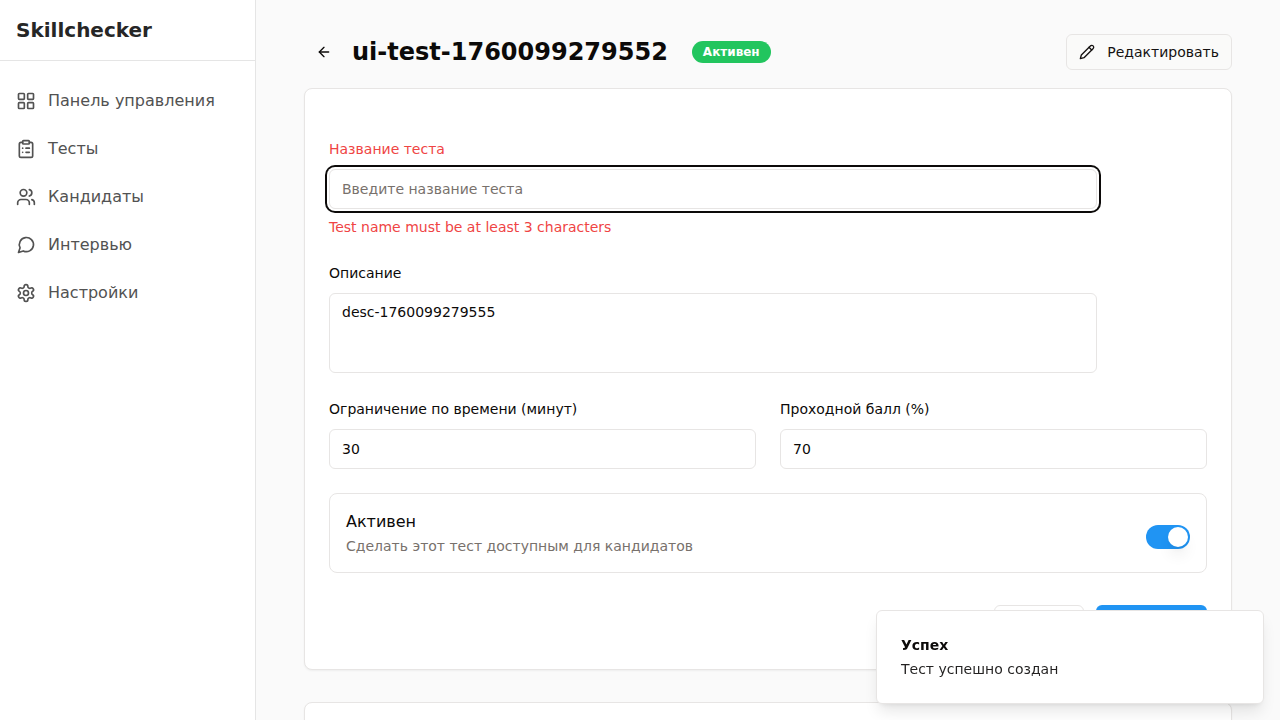 Skillchecker
Панель управления
Тесты
Кандидаты
Интервью
Настройки
ui-test-1760099279552
Активен
Редактировать
Название теста
Введите название теста
Test name must be at least 3 characters
Описание
desc-1760099279555
Ограничение по времени (минут)
Проходной балл (%)
30
70
Активен
Сделать этот тест доступным для кандидатов
Успех
Тест успешно создан